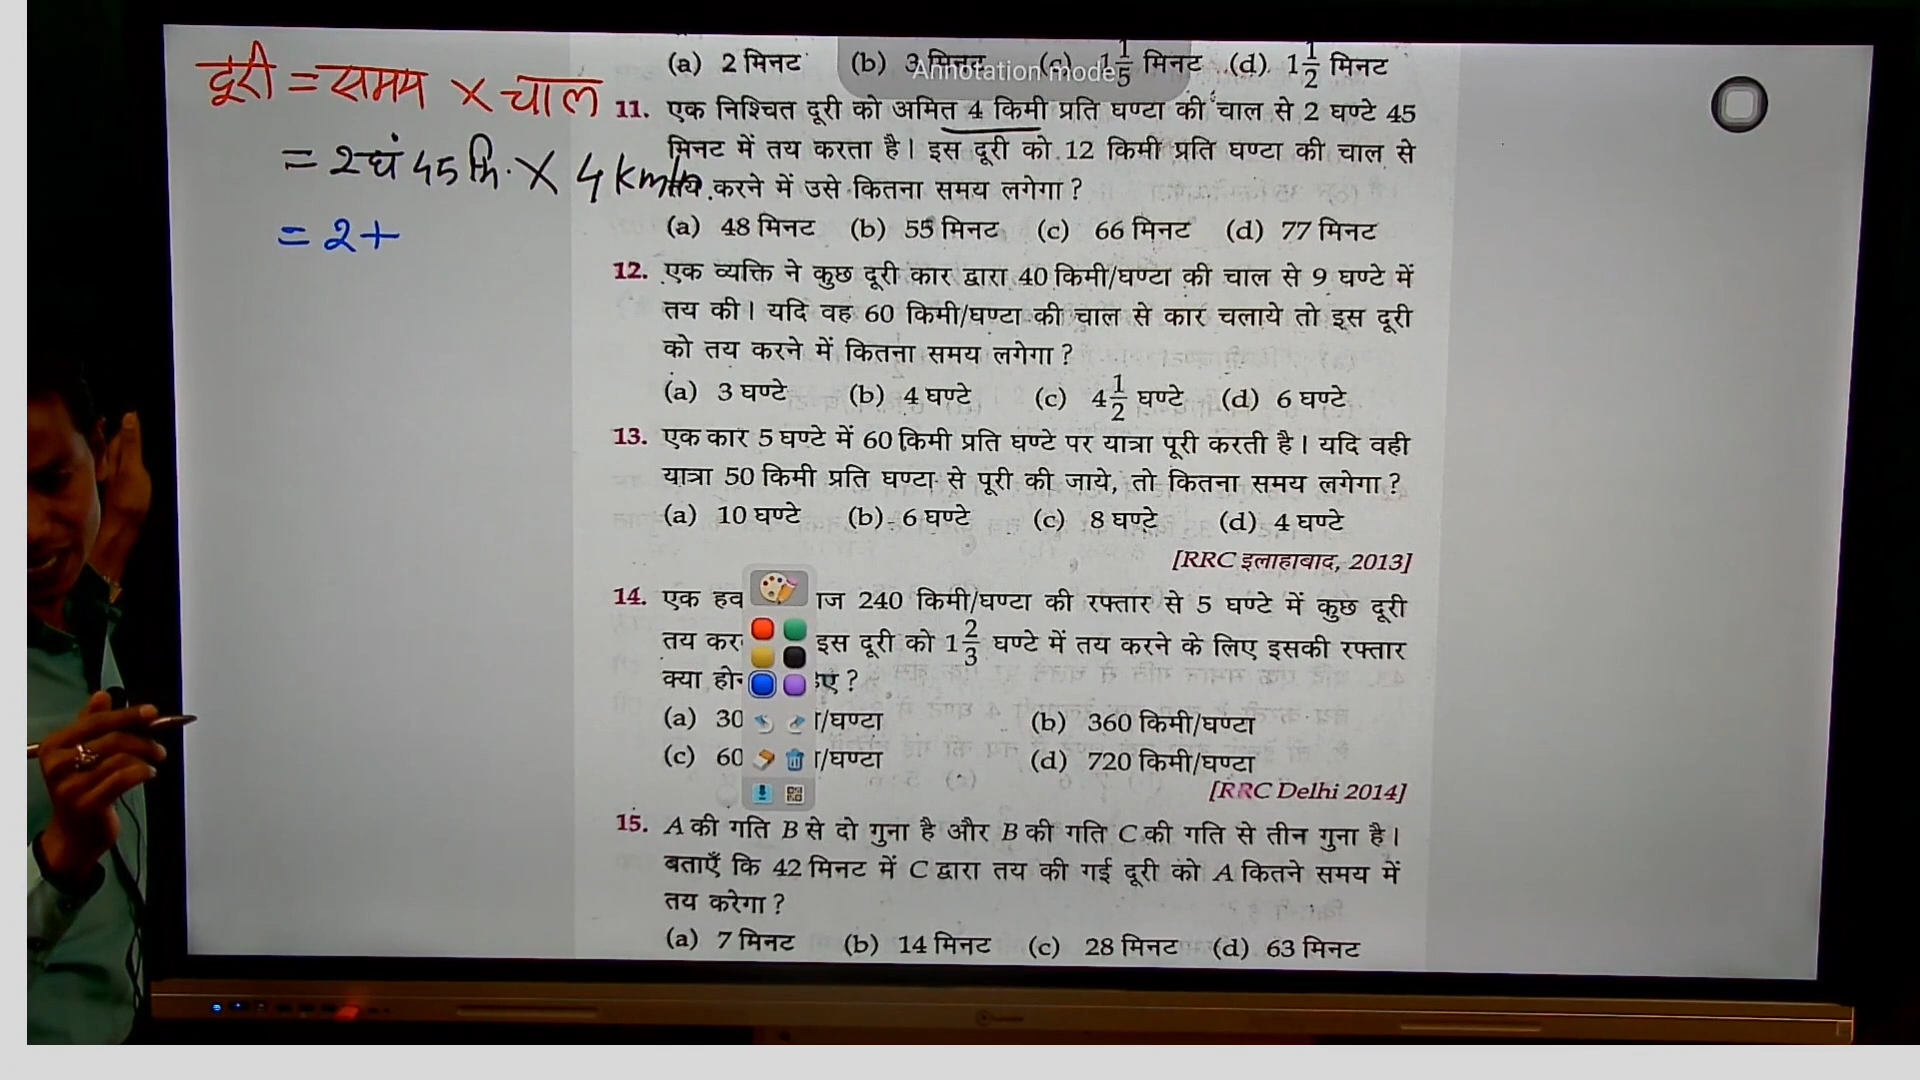 दूरी = समय × चाल
= 2घं 45 मि. × 4 km/h.
= 2 +
Annotation mode
(a) 2 मिनट (b) 3 मिनट (c) 1 1/5 मिनट (d) 1 1/2 मिनट
11. एक निश्चित दूरी को अमित 4 किमी प्रति घण्टा की चाल से 2 घण्टे 45
मिनट में तय करता है। इस दूरी को 12 किमी प्रति घण्टा की चाल से
तय करने में उसे कितना समय लगेगा ?
(a) 48 मिनट (b) 55 मिनट (c) 66 मिनट (d) 77 मिनट
12. एक व्यक्ति ने कुछ दूरी कार द्वारा 40 किमी/घण्टा की चाल से 9 घण्टे में
तय की। यदि वह 60 किमी/घण्टा की चाल से कार चलाये तो इस दूरी
को तय करने में कितना समय लगेगा ?
(a) 3 घण्टे (b) 4 घण्टे (c) 4 1/2 घण्टे (d) 6 घण्टे
13. एक कार 5 घण्टे में 60 किमी प्रति घण्टे पर यात्रा पूरी करती है। यदि वही
यात्रा 50 किमी प्रति घण्टा से पूरी की जाये, तो कितना समय लगेगा ?
(a) 10 घण्टे (b) 6 घण्टे (c) 8 घण्टे (d) 4 घण्टे
[RRC इलाहाबाद, 2013]
14. एक 240 किमी/घण्टा की रफ्तार से 5 घण्टे में कुछ दूरी
तय इस दूरी को 1 2/3 घण्टे में तय करने के लिए इसकी रफ्तार
क्या ?
(a) 30 /घण्टा (b) 360 किमी/घण्टा
(c) 60 /घण्टा (d) 720 किमी/घण्टा
[RRC Delhi 2014]
15. A की गति B से दो गुना है और B की गति C की गति से तीन गुना है।
बताएँ कि 42 मिनट में C द्वारा तय की गई दूरी को A कितने समय में
तय करेगा ?
(a) 7 मिनट (b) 14 मिनट (c) 28 मिनट (d) 63 मिनट